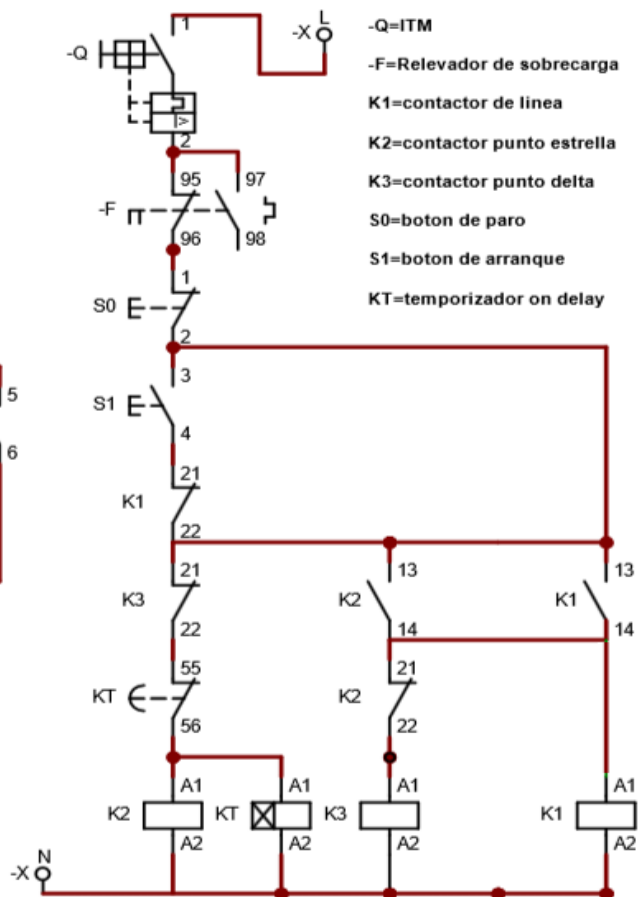 1
L
-X
-Q=ITM
-Q
-F=Relevador de sobrecarga
K1=contactor de linea
I>
2
K2=contactor punto estrella
95 97
K3=contactor punto delta
-F
96 98
S0=boton de paro
1
S1=boton de arranque
S0
KT=temporizador on delay
2
3
5
S1
4
6
21
K1
22
21 13 13
K3 K2 K1
22 14 14
55 21
KT K2
56 22
A1 A1 A1 A1
K2 KT K3 K1
A2 A2 A2 A2
N
-X